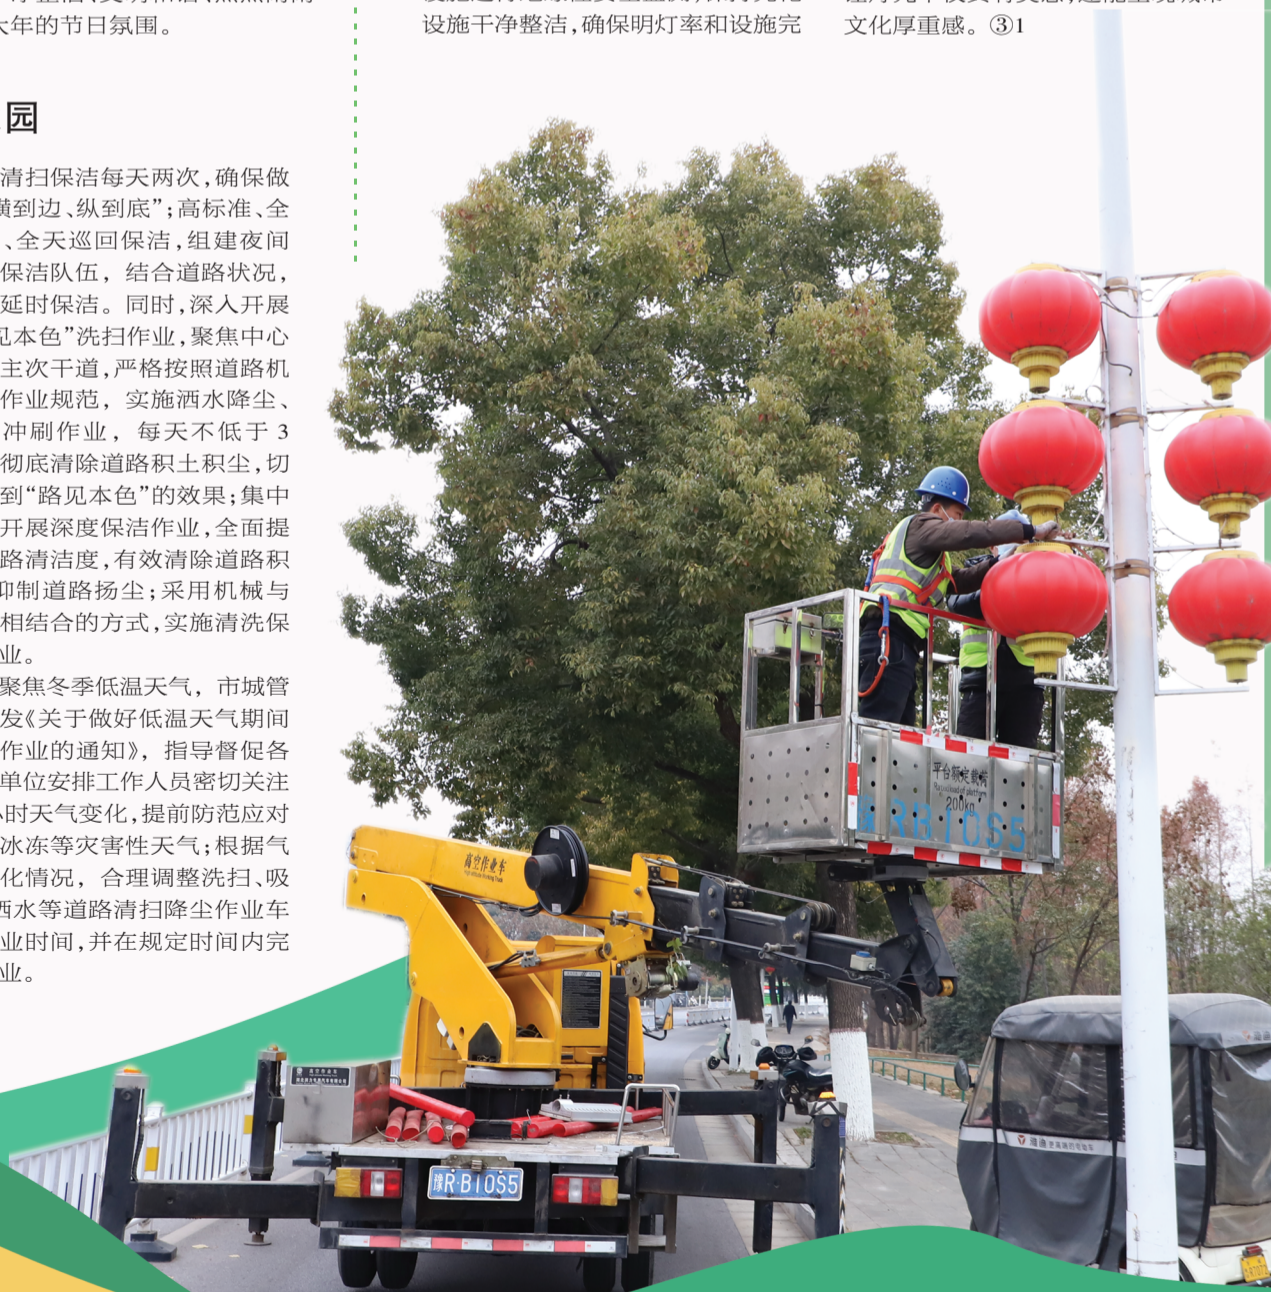 大年的节日氛围。
设施干净整洁,确保明灯率和设施完
文化厚重感。③1
园
清扫保洁每天两次,确保做
横到边、纵到底”;高标准、全
、全天巡回保洁,组建夜间
保洁队伍，结合道路状况，
延时保洁。同时,深入开展
见本色”洗扫作业,聚焦中心
主次干道,严格按照道路机
作业规范，实施洒水降尘、
冲刷作业，每天不低于 3
彻底清除道路积土积尘,切
到“路见本色”的效果;集中
开展深度保洁作业,全面提
路清洁度,有效清除道路积
抑制道路扬尘;采用机械与
相结合的方式,实施清洗保
业。
聚焦冬季低温天气，市城管
发《关于做好低温天气期间
作业的通知》，指导督促各
单位安排工作人员密切关注
小时天气变化,提前防范应对
冰冻等灾害性天气;根据气
化情况，合理调整洗扫、吸
洒水等道路清扫降尘作业车
业时间,并在规定时间内完
业。
平台额定载荷
Rated load of platform
200kg
RB10S5
高空作业车
豫R·B10S5